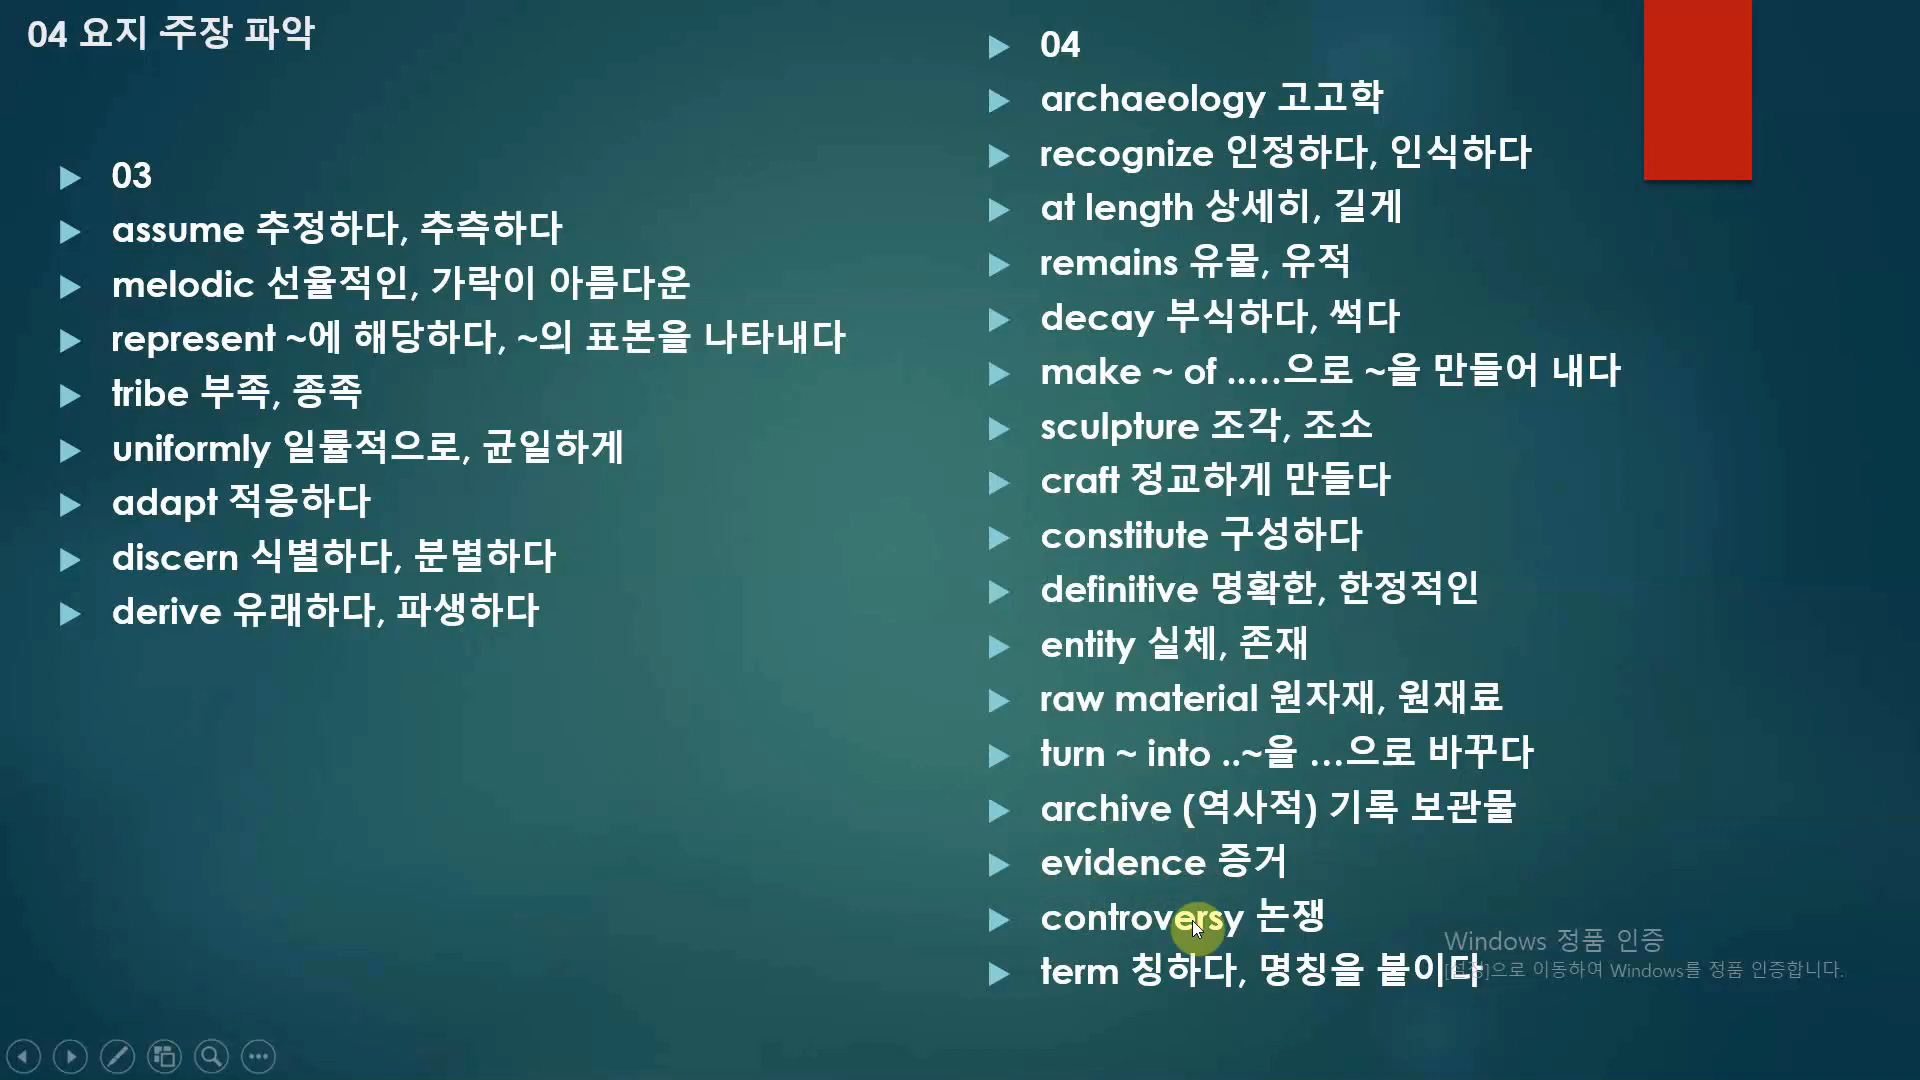 04 요지 주장 파악
03
assume 추정하다, 추측하다
melodic 선율적인, 가락이 아름다운
represent ~에 해당하다, ~의 표본을 나타내다
tribe 부족, 종족
uniformly 일률적으로, 균일하게
adapt 적응하다
discern 식별하다, 분별하다
derive 유래하다, 파생하다
04
archaeology 고고학
recognize 인정하다, 인식하다
at length 상세히, 길게
remains 유물, 유적
decay 부식하다, 썩다
make ~ of .....으로 ~을 만들어 내다
sculpture 조각, 조소
craft 정교하게 만들다
constitute 구성하다
definitive 명확한, 한정적인
entity 실체, 존재
raw material 원자재, 원재료
turn ~ into ..~을 ...으로 바꾸다
archive (역사적) 기록 보관물
evidence 증거
controversy 논쟁
term 칭하다, 명칭을 붙이다
Windows 정품 인증
[설정]으로 이동하여 Windows를 정품 인증합니다.